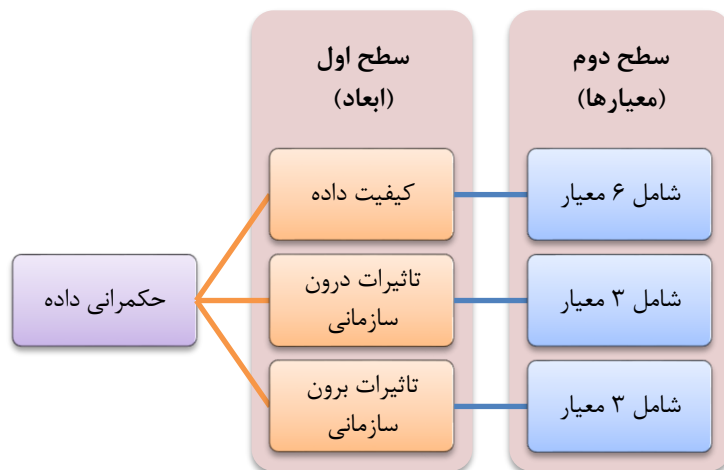 سطح اول
(ابعاد)
سطح دوم
(معیارها)
کیفیت داده
شامل ۶ معیار
حکمرانی داده
تاثیرات درون
سازمانی
شامل ۳ معیار
تاثیرات برون
سازمانی
شامل ۳ معیار